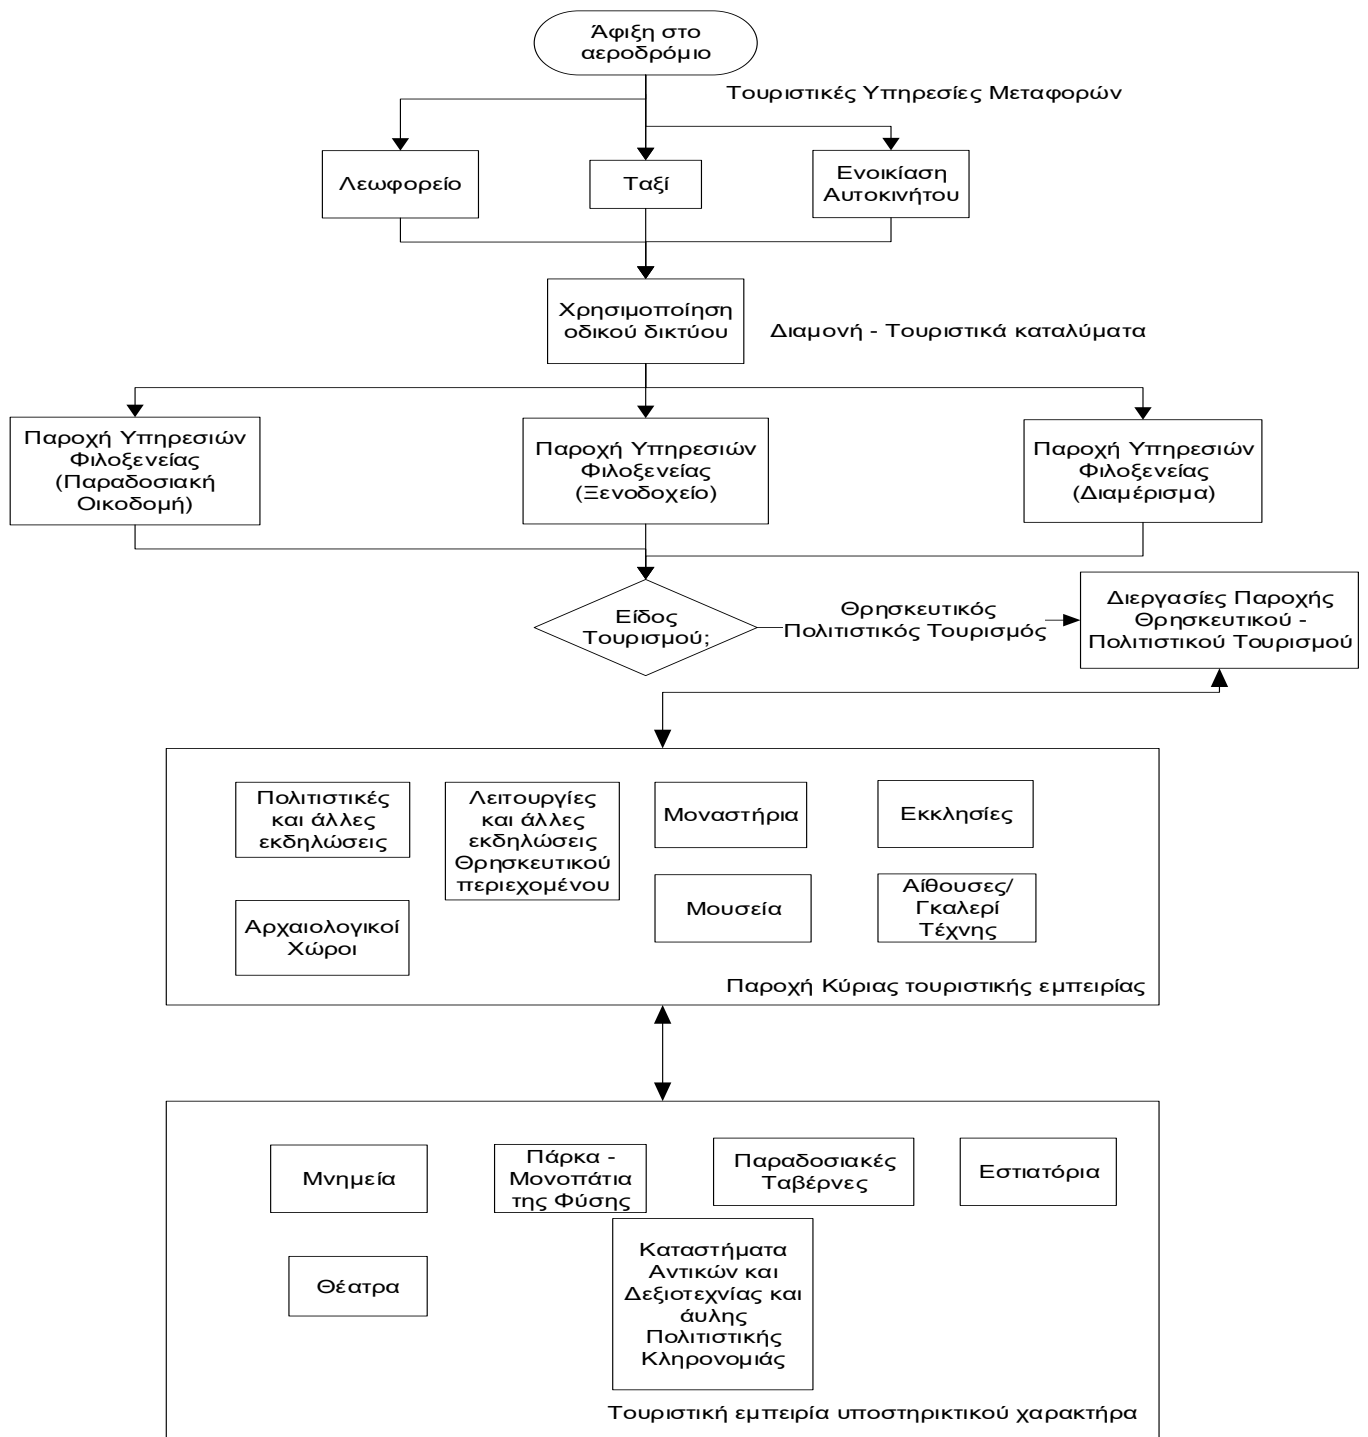 Άφιξη στο
αεροδρόμιο
Τουριστικές Υπηρεσίες Μεταφορών
Λεωφορείο
Ταξί
Ενοικίαση
Αυτοκινήτου
Χρησιμοποίηση
οδικού δικτύου
Διαμονή - Τουριστικά καταλύματα
Παροχή Υπηρεσιών
Φιλοξενείας
(Παραδοσιακή
Οικοδομή)
Παροχή Υπηρεσιών
Φιλοξενείας
(Ξενοδοχείο)
Παροχή Υπηρεσιών
Φιλοξενείας
(Διαμέρισμα)
Είδος
Τουρισμού;
Θρησκευτικός
Πολιτιστικός Τουρισμός
Διεργασίες Παροχής
Θρησκευτικού -
Πολιτιστικού Τουρισμού
Πολιτιστικές
και άλλες
εκδηλώσεις
Λειτουργίες
και άλλες
εκδηλώσεις
Θρησκευτικού
περιεχομένου
Μοναστήρια
Εκκλησίες
Αρχαιολογικοί
Χώροι
Μουσεία
Αίθουσες/
Γκαλερί
Τέχνης
Παροχή Κύριας τουριστικής εμπειρίας
Μνημεία
Πάρκα -
Μονοπάτια
της Φύσης
Παραδοσιακές
Ταβέρνες
Εστιατόρια
Θέατρα
Καταστήματα
Αντικών και
Δεξιοτεχνίας και
άυλης
Πολιτιστικής
Κληρονομιάς
Τουριστική εμπειρία υποστηρικτικού χαρακτήρα